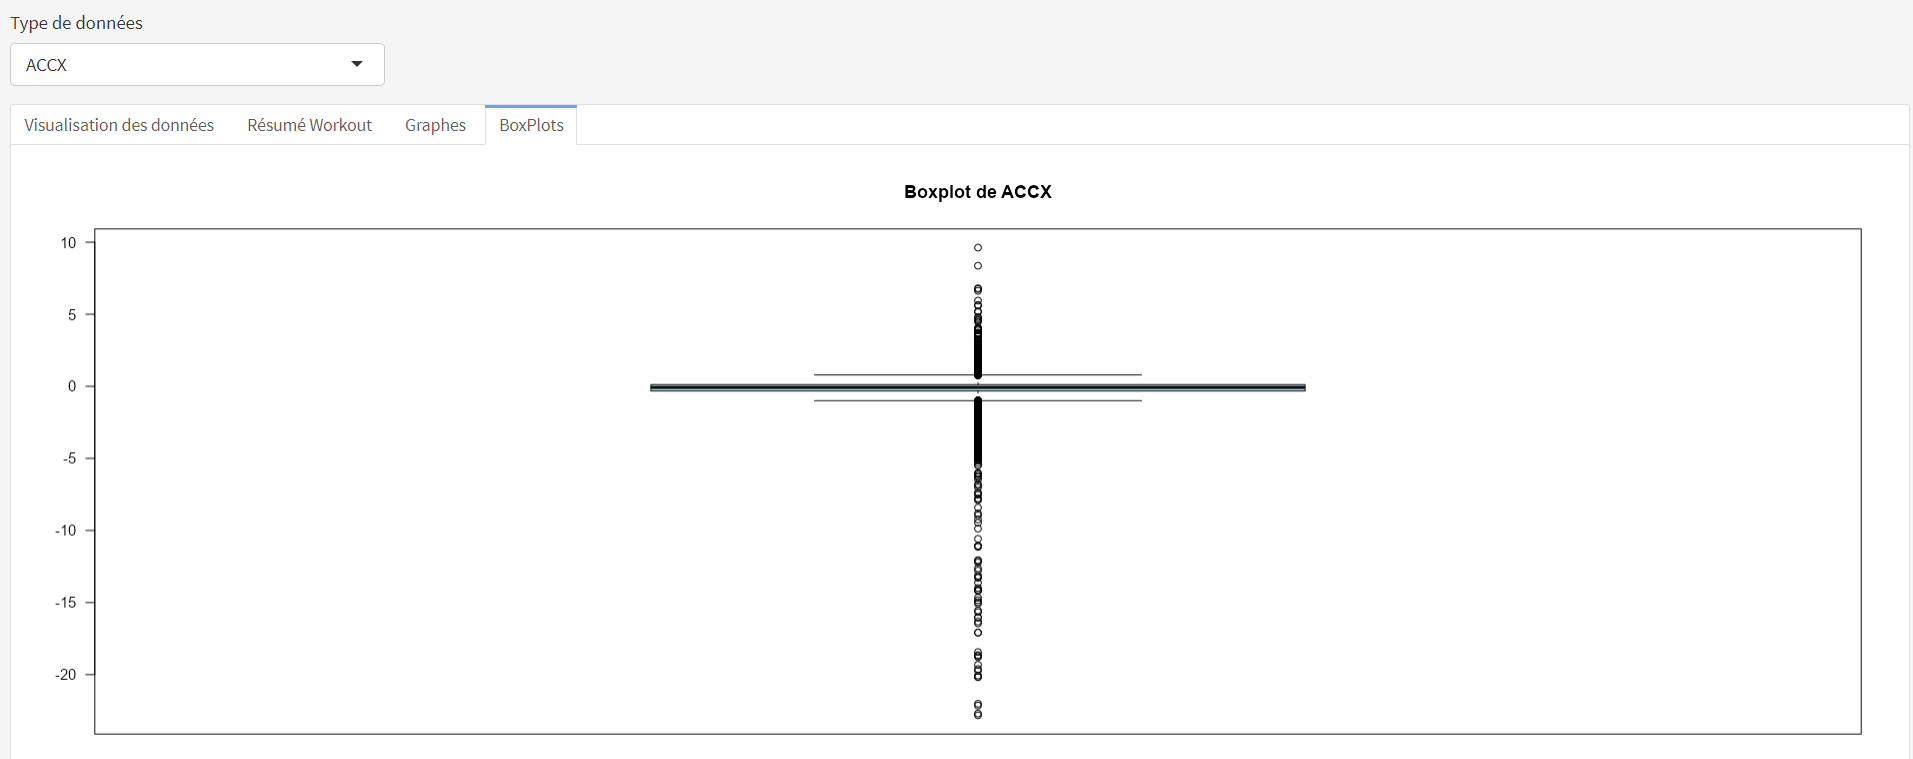 Type de données
ACCX
Visualisation des données Résumé Workout Graphes BoxPlots
Boxplot de ACCX
10
5
0
-5
-10
-15
-20